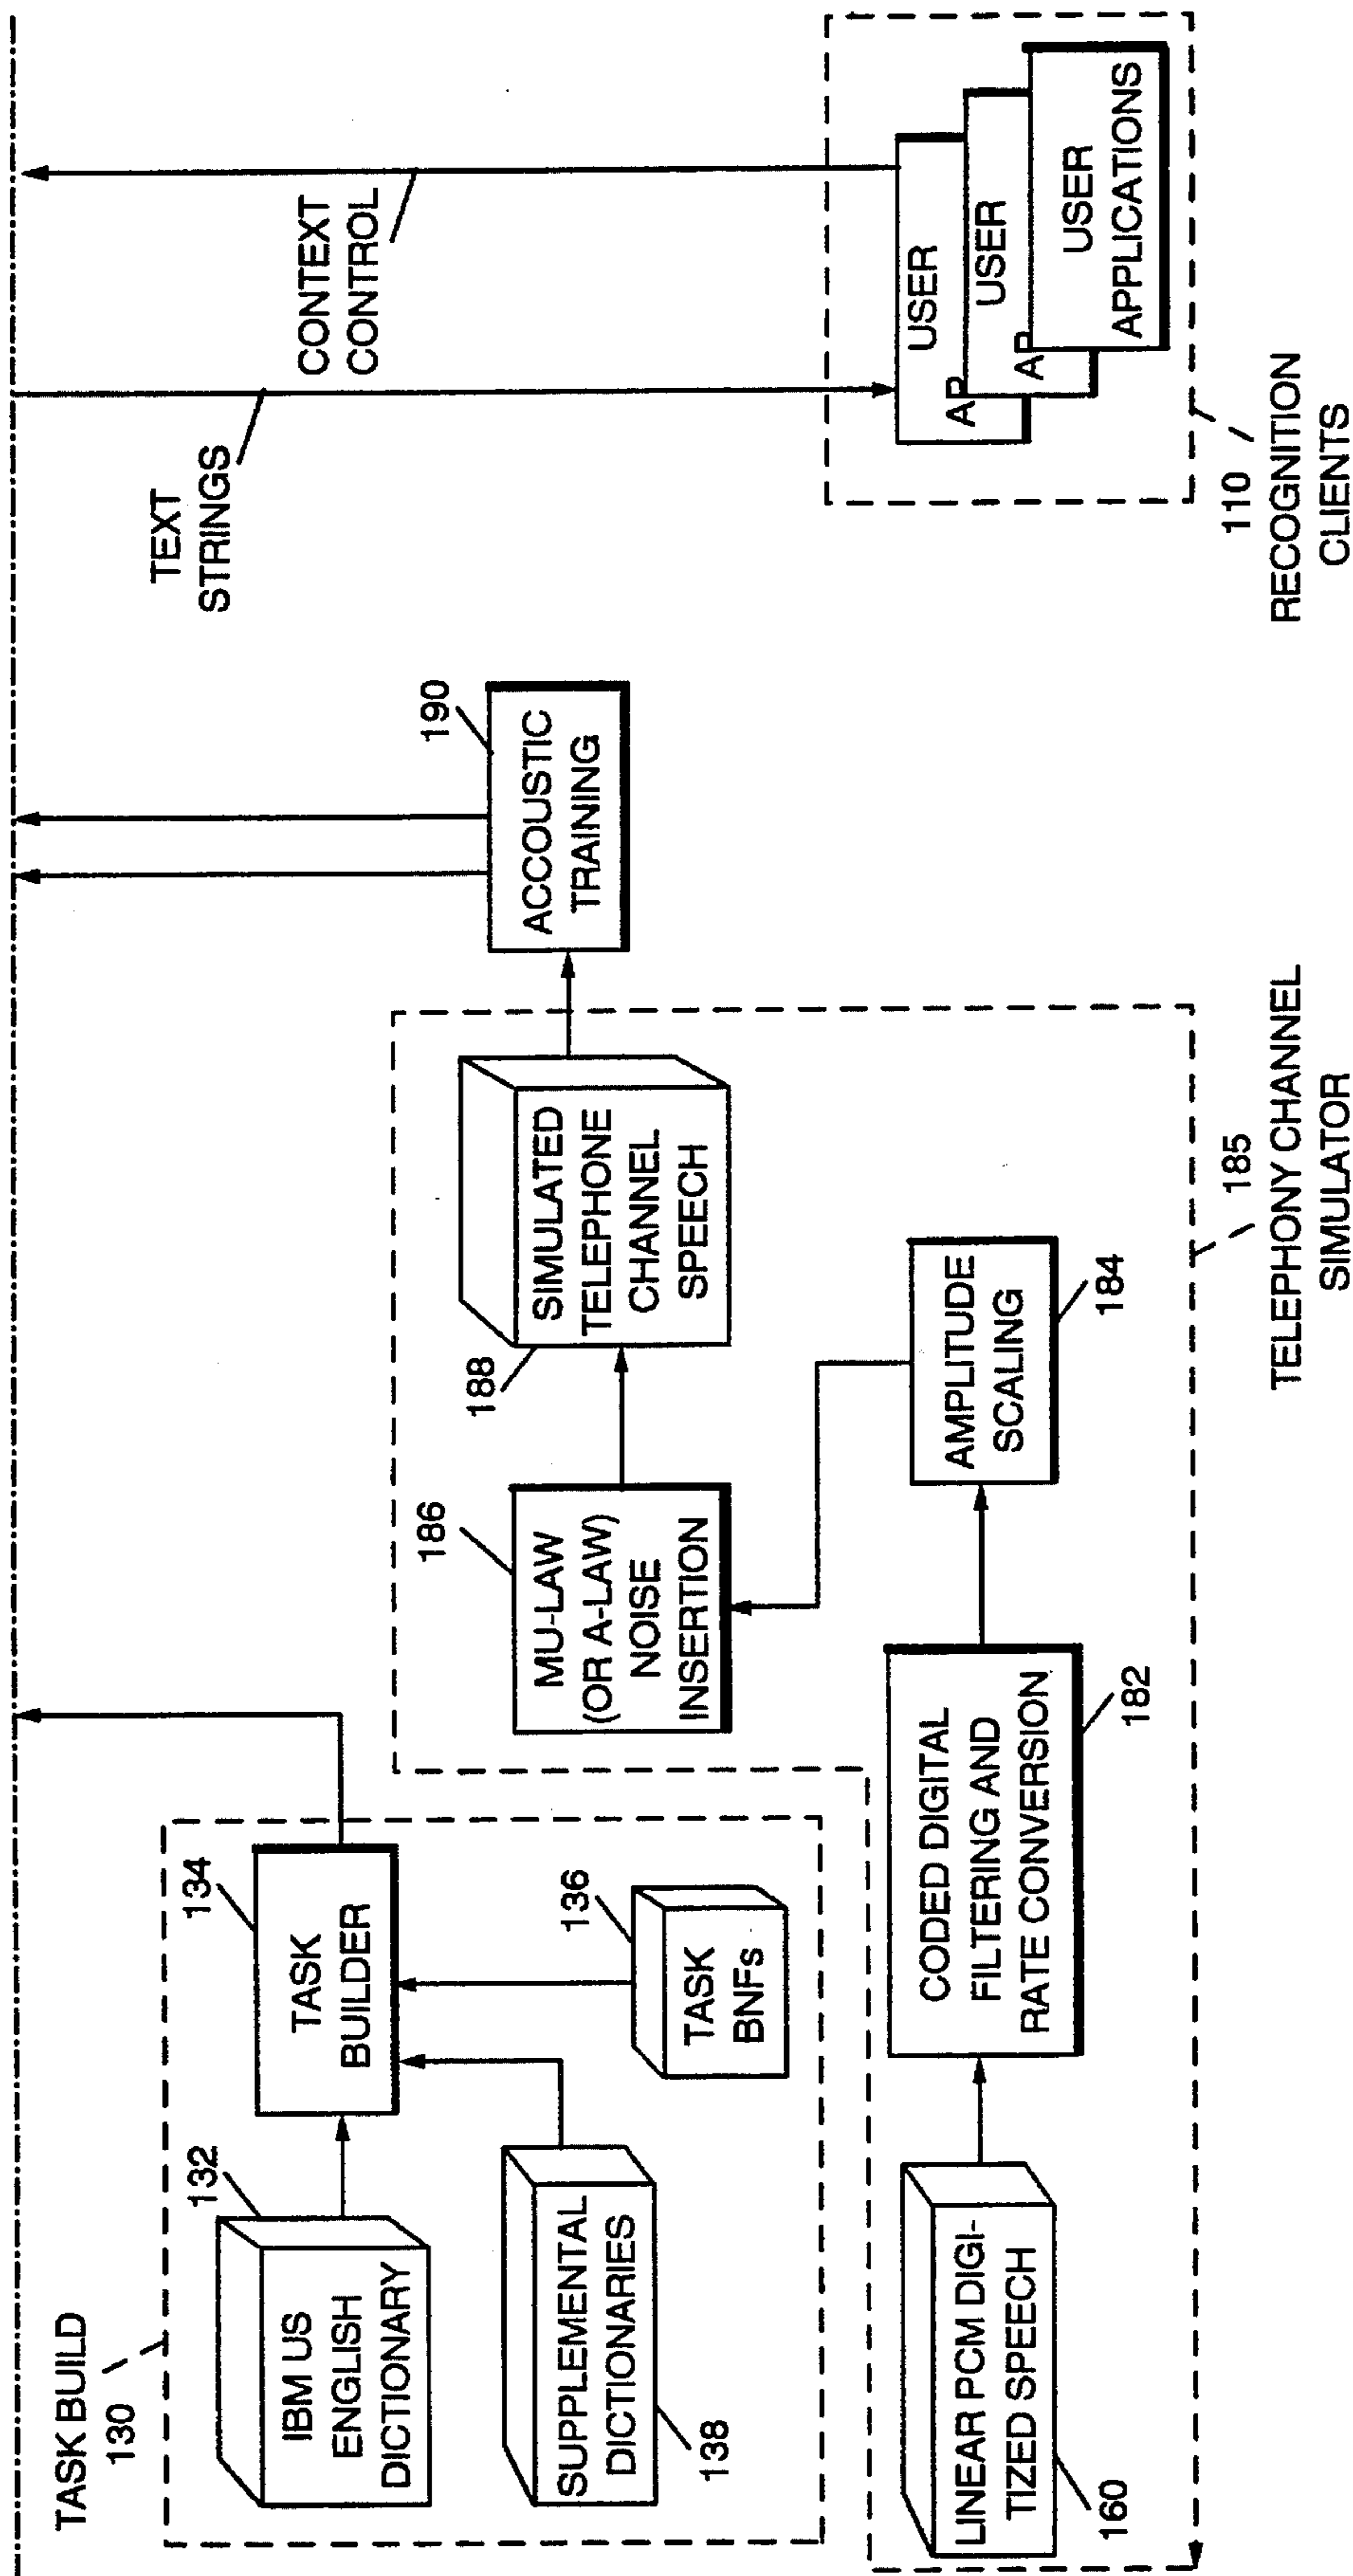 TASK BUILD
130
132
IBM US
ENGLISH
DICTIONARY
134
TASK
BUILDER
SUPPLEMENTAL
DICTIONARIES
138
136
TASK
BNFs
LINEAR PCM DIGI-
TIZED SPEECH
160
CODED DIGITAL
FILTERING AND
RATE CONVERSION
182
AMPLITUDE
SCALING
184
186
MU-LAW
(OR A-LAW)
NOISE
INSERTION
188
SIMULATED
TELEPHONE
CHANNEL
SPEECH
185
TELEPHONY CHANNEL
SIMULATOR
190
ACCOUSTIC
TRAINING
TEXT
STRINGS
CONTEXT
CONTROL
USER
AP
USER
AP
USER
APPLICATIONS
110
RECOGNITION
CLIENTS